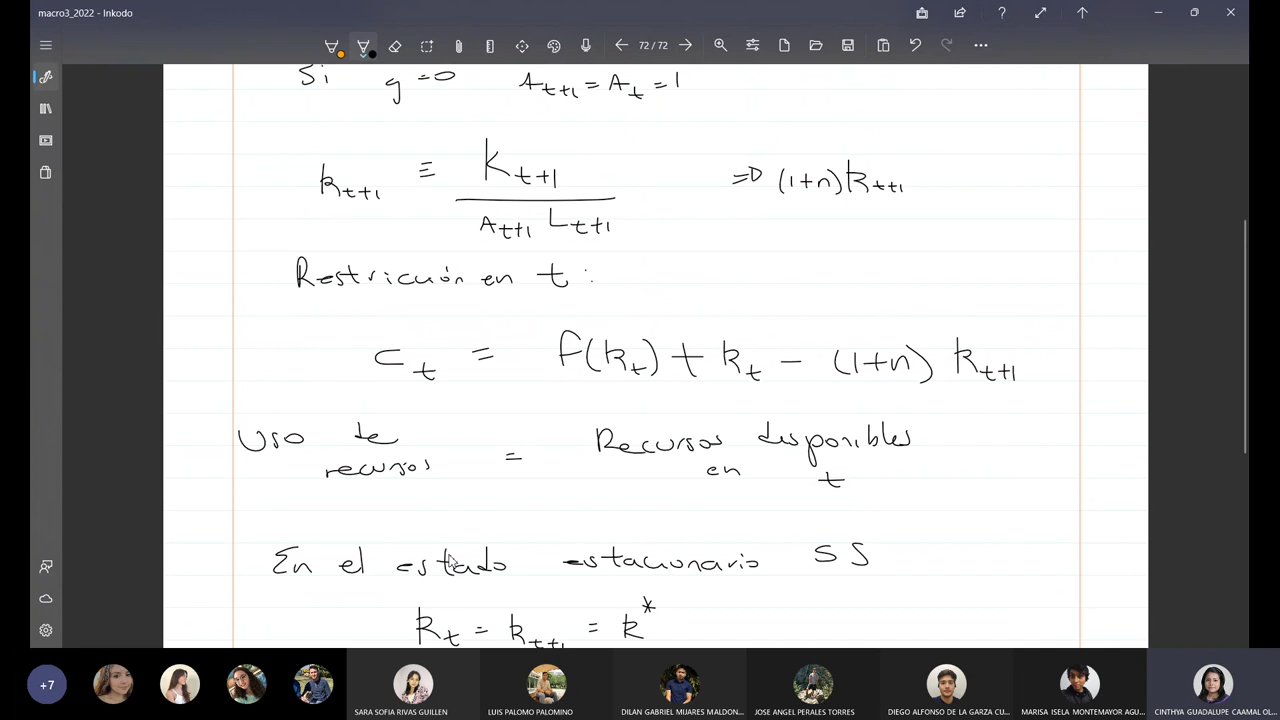 macro3_2022 - Inkodo
72 / 72
Si g = 0 A_{t+1} = A_t = 1
k_{t+1} ≡ K_{t+1} / (A_{t+1} L_{t+1}) => (1+n) k_{t+1}
Restricción en t :
c_t = f(k_t) + k_t - (1+n) k_{t+1}
Uso de recursos = Recursos disponibles en t
En el estado estacionario SS
k_t = k_{t+1} = k*
+7
SARA SOFIA RIVAS GUILLEN
LUIS PALOMO PALOMINO
DILAN GABRIEL MIJARES MALDON...
JOSE ANGEL PERALES TORRES
DIEGO ALFONSO DE LA GARZA CU...
MARISA ISELA MONTEMAYOR AGU...
CINTHYA GUADALUPE CAAMAL OL...